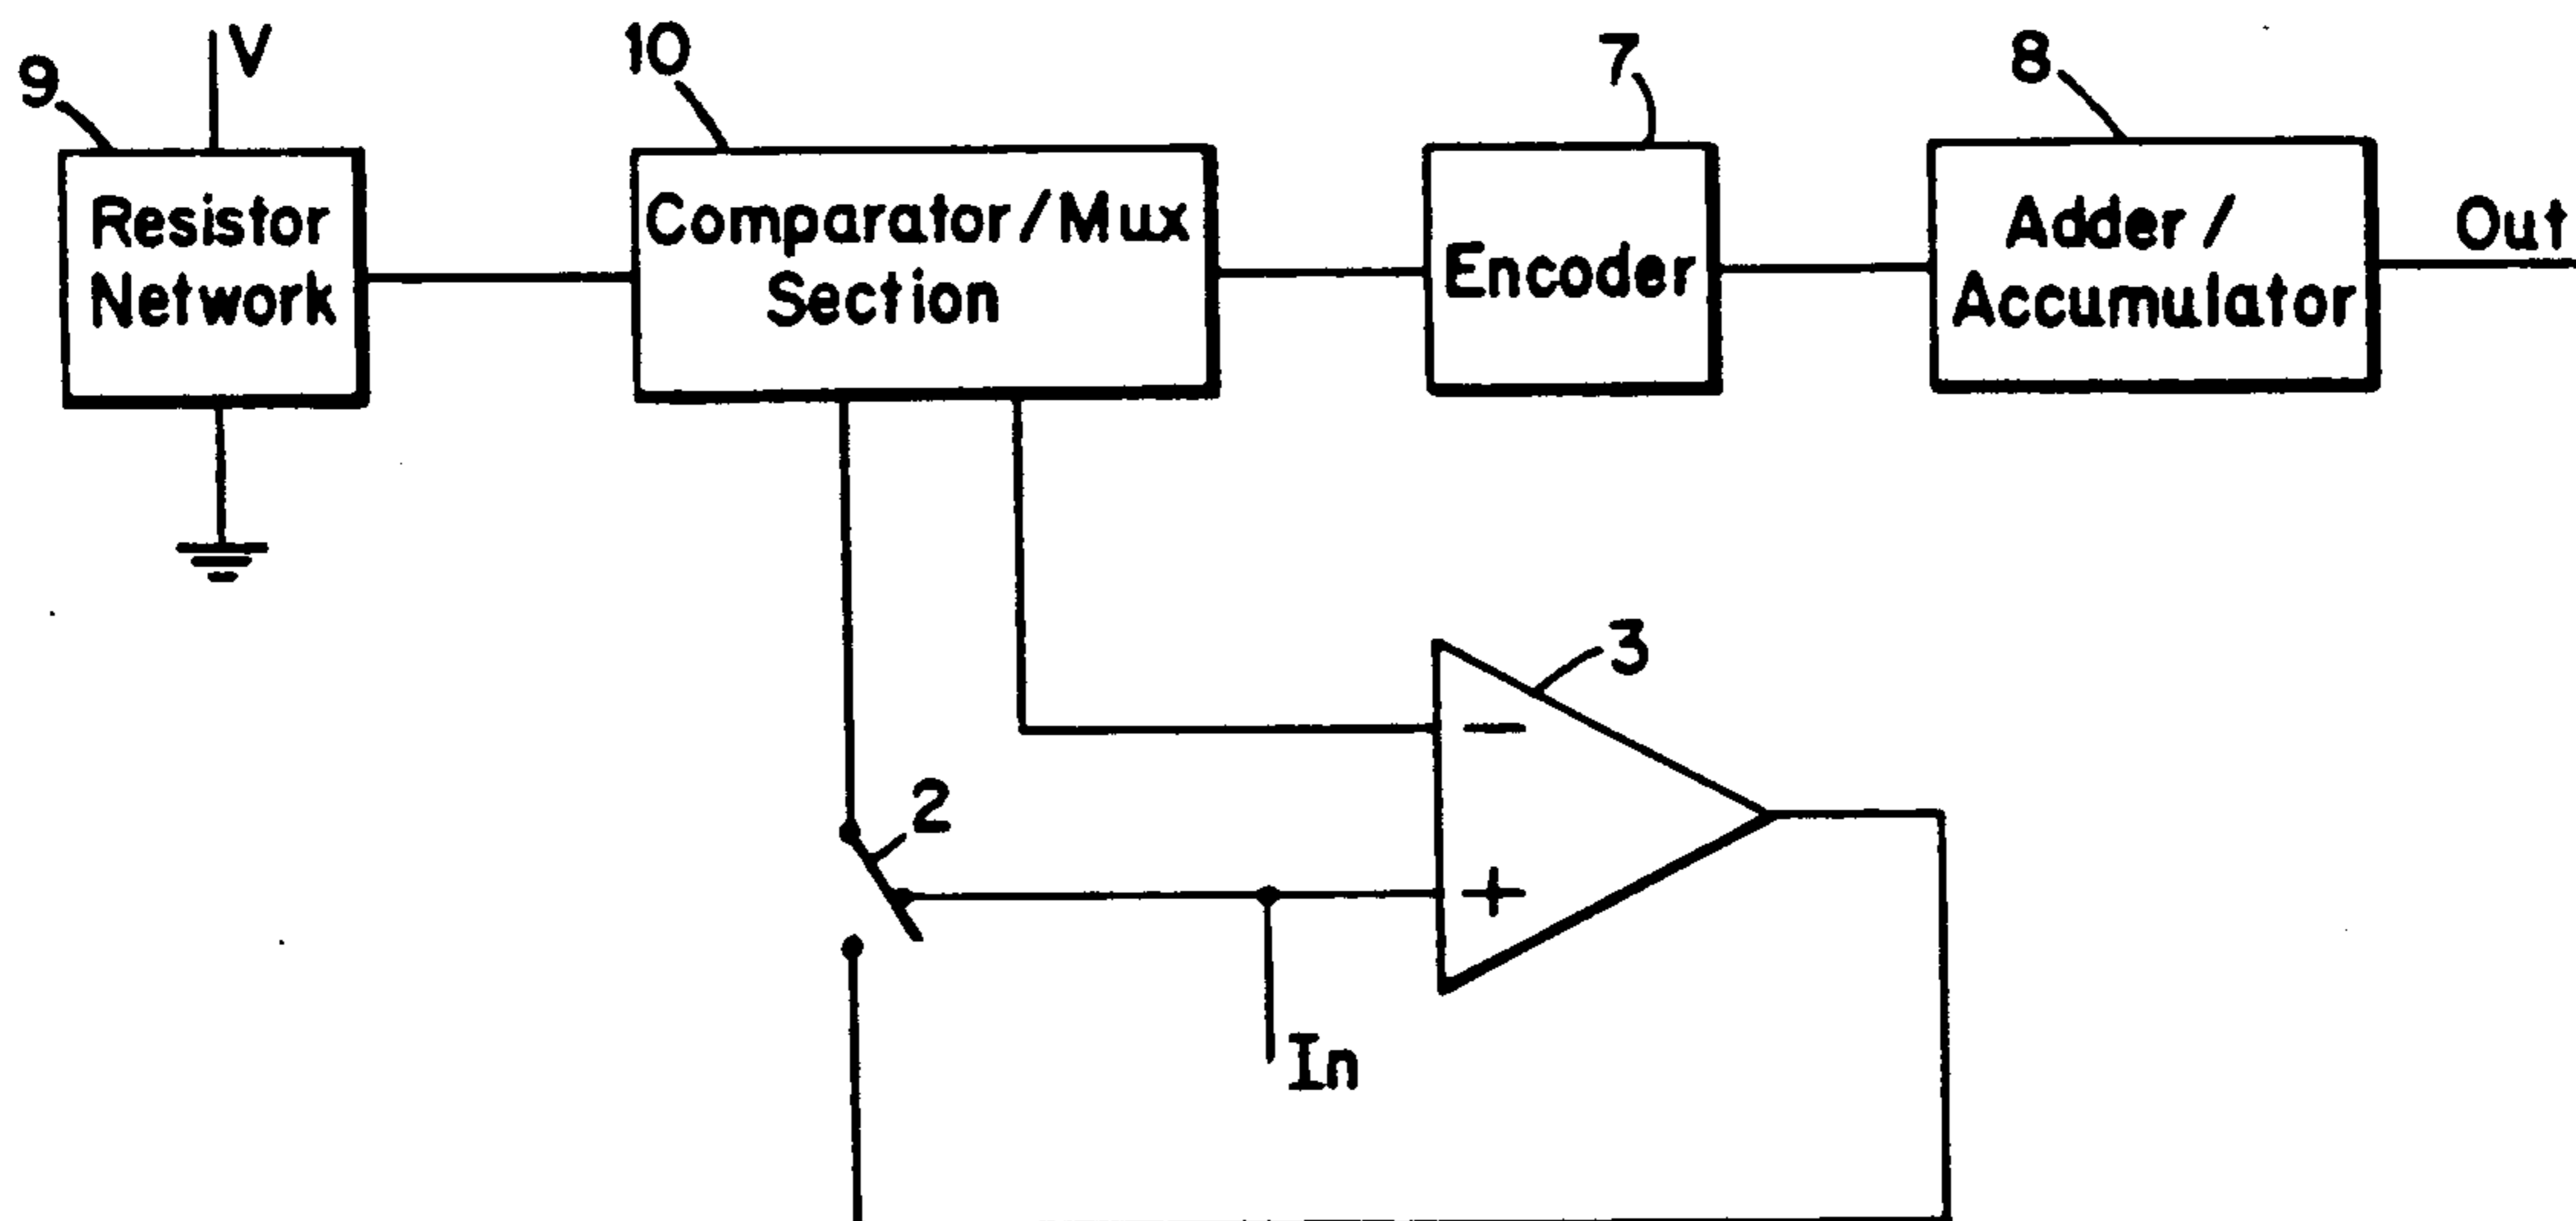 9
V
10
7
8
Resistor
Network
Comparator/Mux
Section
Encoder
Adder/
Accumulator
Out
3
−
2
+
In